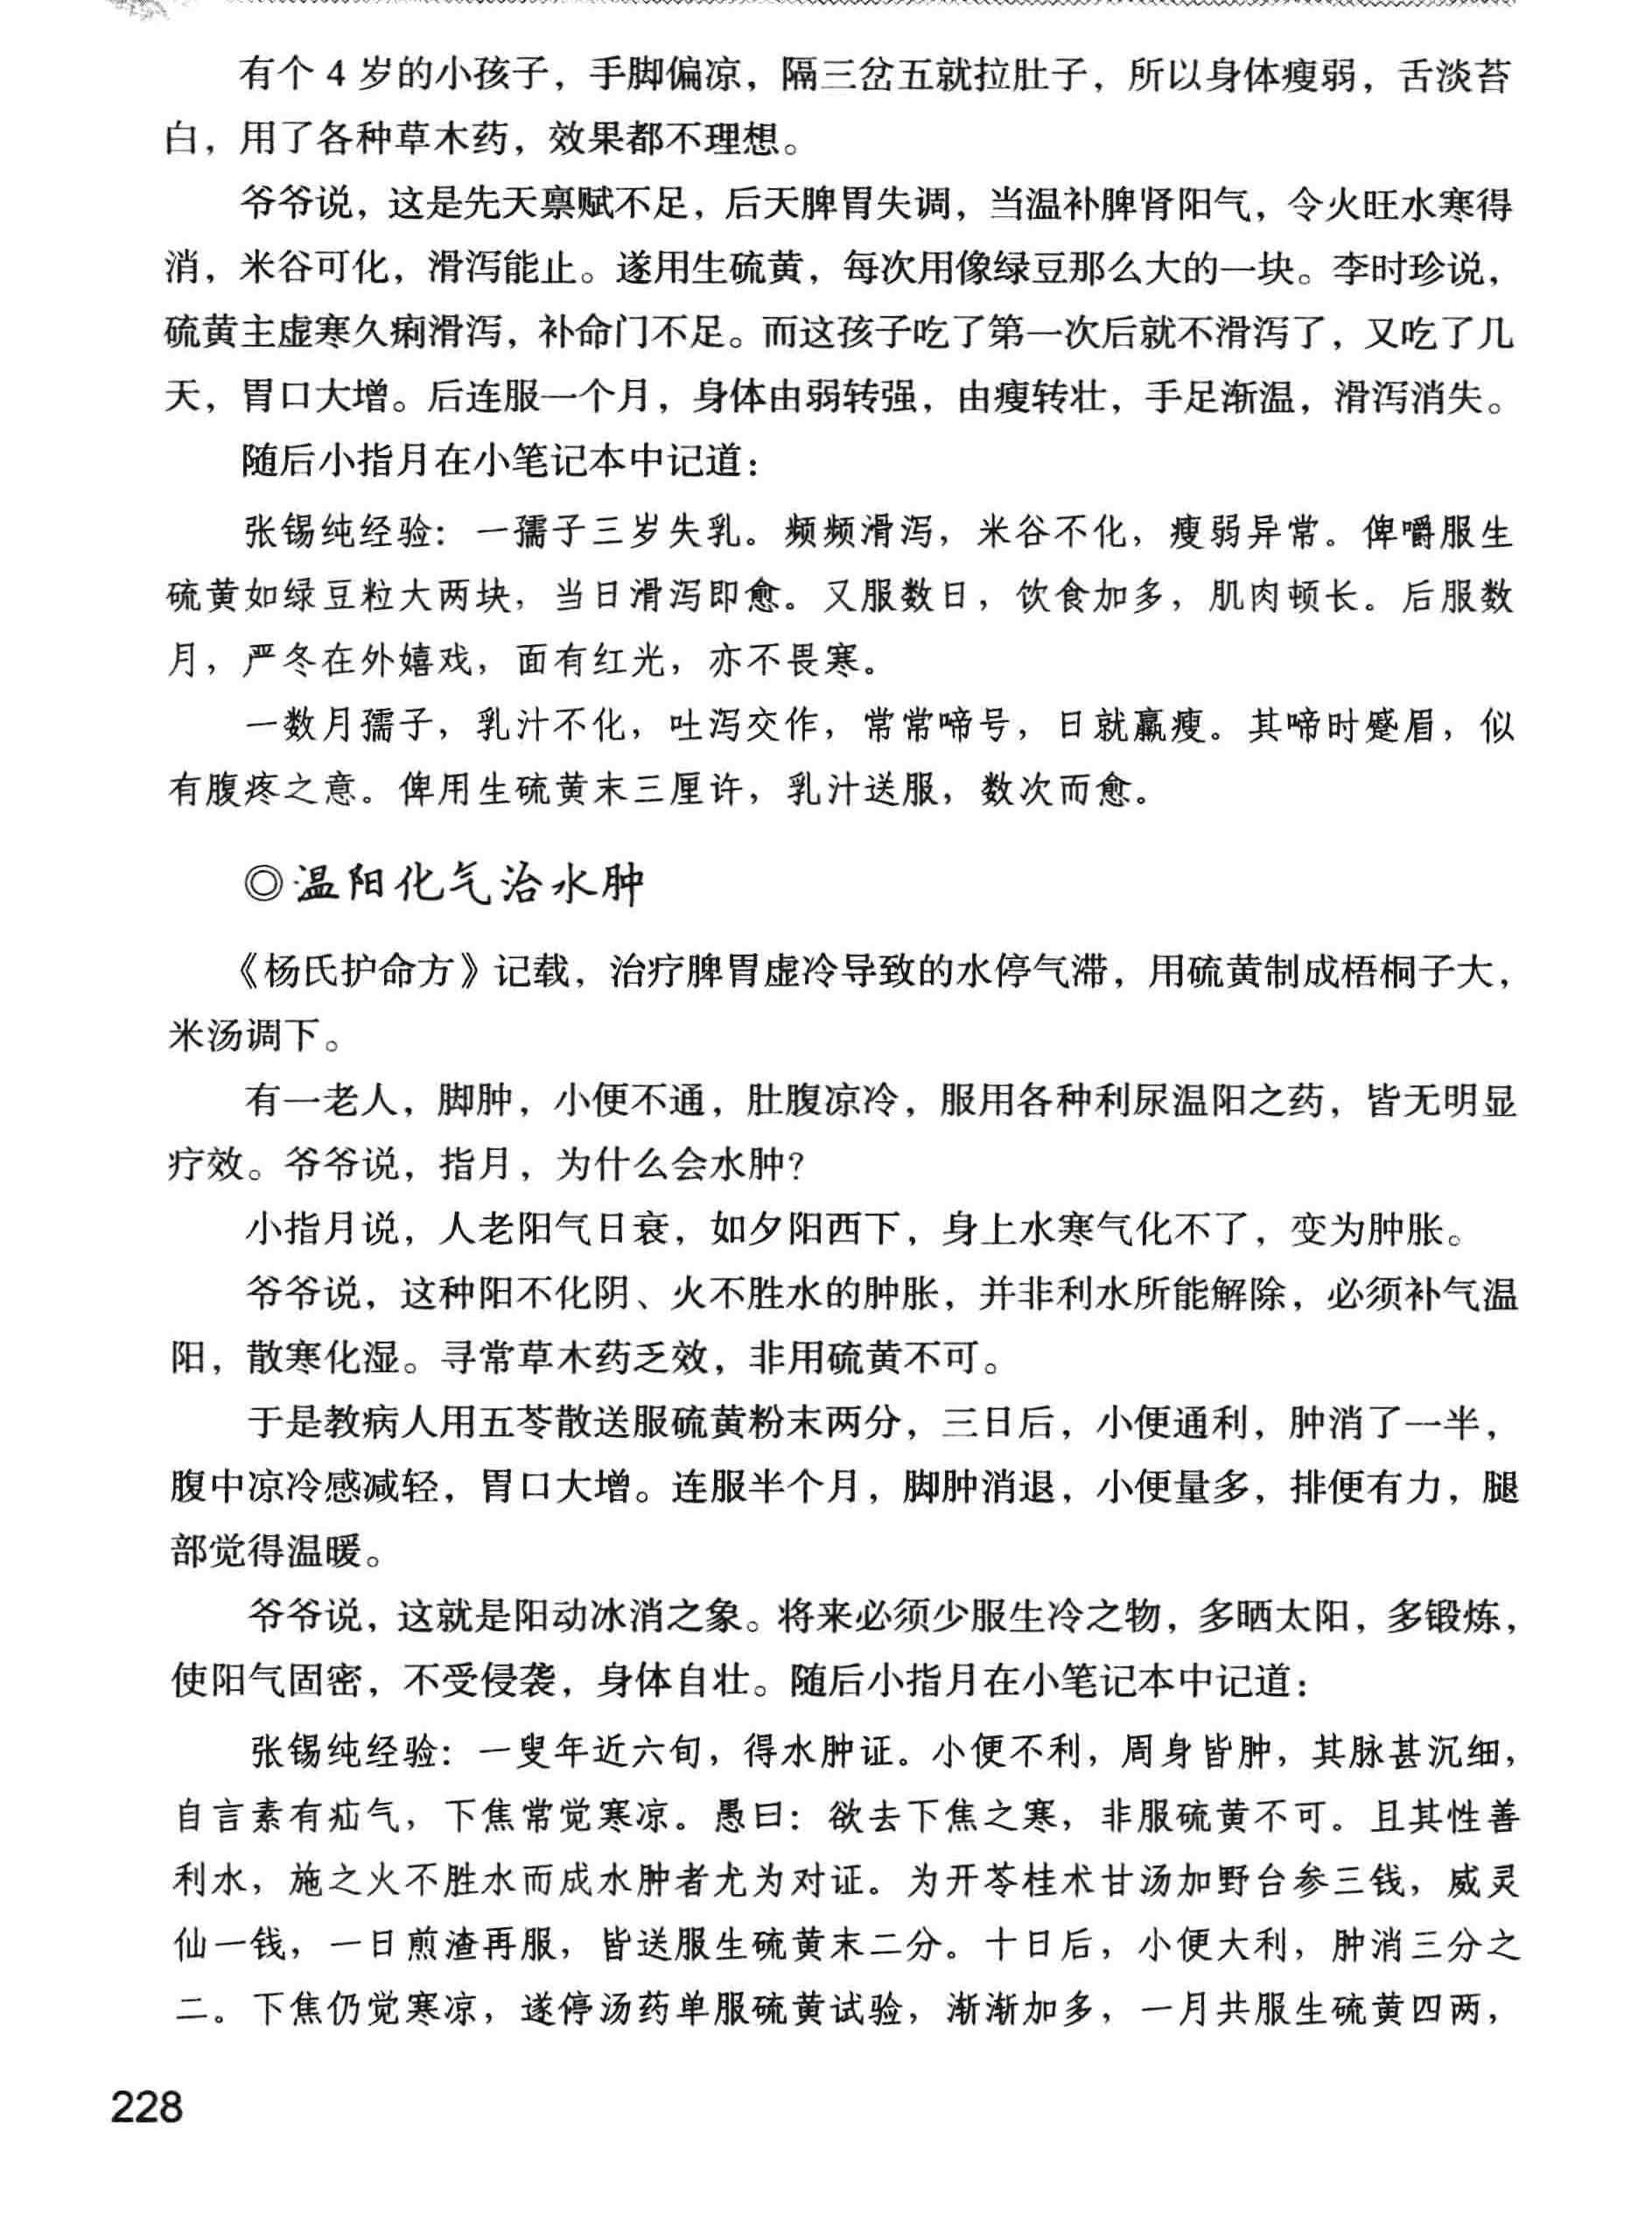 有个 4 岁的小孩子，手脚偏凉，隔三岔五就拉肚子，所以身体瘦弱，舌淡苔
白，用了各种草木药，效果都不理想。
爷爷说，这是先天禀赋不足，后天脾胃失调，当温补脾肾阳气，令火旺水寒得
消，米谷可化，滑泻能止。遂用生硫黄，每次用像绿豆那么大的一块。李时珍说，
硫黄主虚寒久痢滑泻，补命门不足。而这孩子吃了第一次后就不滑泻了，又吃了几
天，胃口大增。后连服一个月，身体由弱转强，由瘦转壮，手足渐温，滑泻消失。
随后小指月在小笔记本中记道：
张锡纯经验：一孺子三岁失乳。频频滑泻，米谷不化，瘦弱异常。俾嚼服生
硫黄如绿豆粒大两块，当日滑泻即愈。又服数日，饮食加多，肌肉顿长。后服数
月，严冬在外嬉戏，面有红光，亦不畏寒。
一数月孺子，乳汁不化，吐泻交作，常常啼号，日就羸瘦。其啼时蹙眉，似
有腹疼之意。俾用生硫黄末三厘许，乳汁送服，数次而愈。
◎温阳化气治水肿
《杨氏护命方》记载，治疗脾胃虚冷导致的水停气滞，用硫黄制成梧桐子大，
米汤调下。
有一老人，脚肿，小便不通，肚腹凉冷，服用各种利尿温阳之药，皆无明显
疗效。爷爷说，指月，为什么会水肿？
小指月说，人老阳气日衰，如夕阳西下，身上水寒气化不了，变为肿胀。
爷爷说，这种阳不化阴、火不胜水的肿胀，并非利水所能解除，必须补气温
阳，散寒化湿。寻常草木药乏效，非用硫黄不可。
于是教病人用五苓散送服硫黄粉末两分，三日后，小便通利，肿消了一半，
腹中凉冷感减轻，胃口大增。连服半个月，脚肿消退，小便量多，排便有力，腿
部觉得温暖。
爷爷说，这就是阳动冰消之象。将来必须少服生冷之物，多晒太阳，多锻炼，
使阳气固密，不受侵袭，身体自壮。随后小指月在小笔记本中记道：
张锡纯经验：一叟年近六旬，得水肿证。小便不利，周身皆肿，其脉甚沉细，
自言素有疝气，下焦常觉寒凉。愚曰：欲去下焦之寒，非服硫黄不可。且其性善
利水，施之火不胜水而成水肿者尤为对证。为开苓桂术甘汤加野台参三钱，威灵
仙一钱，一日煎渣再服，皆送服生硫黄末二分。十日后，小便大利，肿消三分之
二。下焦仍觉寒凉，遂停汤药单服硫黄试验，渐渐加多，一月共服生硫黄四两，
228